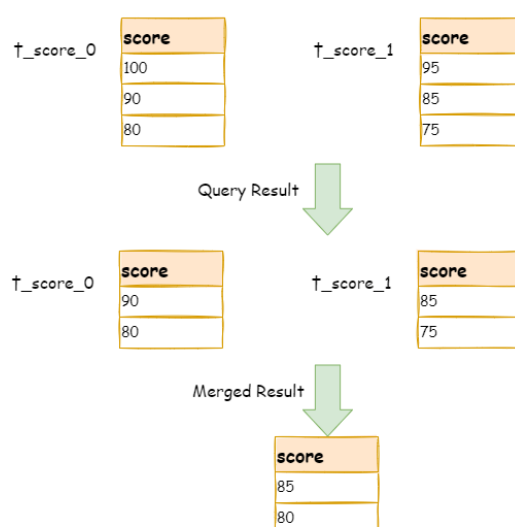 t_score_0
score
100
90
80
t_score_1
score
95
85
75
Query Result
t_score_0
score
90
80
t_score_1
score
85
75
Merged Result
score
85
80